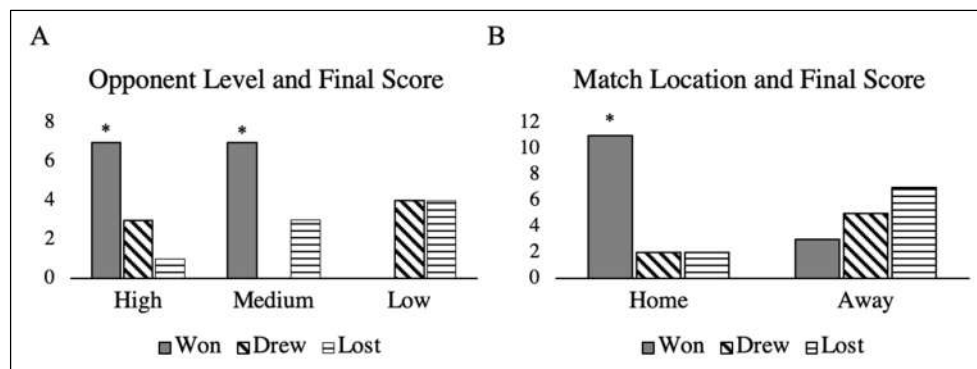 A
Opponent Level and Final Score
8
6
4
2
0
*
*
High Medium Low
Won Drew Lost
B
Match Location and Final Score
12
10
8
6
4
2
0
*
Home Away
Won Drew Lost